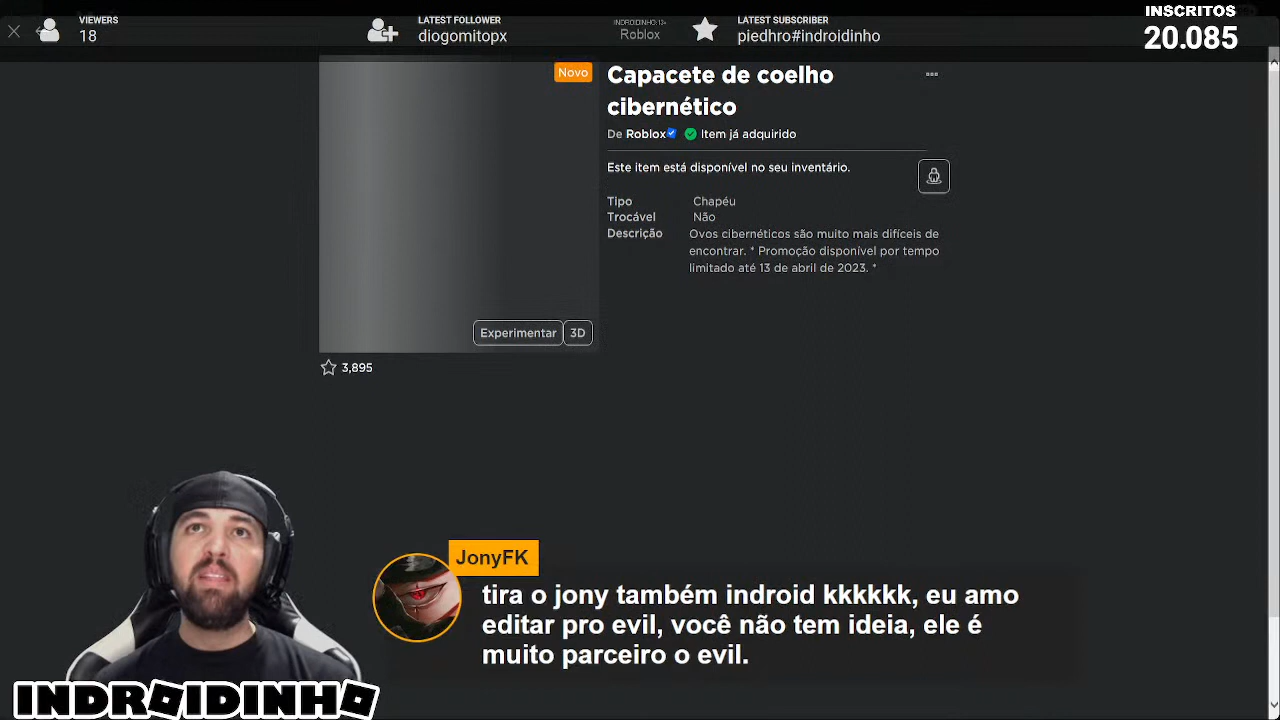 VIEWERS
18
LATEST FOLLOWER
diogomitopx
INDROIDINHO:13+
Roblox
LATEST SUBSCRIBER
piedhro#indroidinho
INSCRITOS
20.085
Novo
Capacete de coelho
cibernético
De Roblox Item já adquirido
Este item está disponível no seu inventário.
Tipo Chapéu
Trocável Não
Descrição Ovos cibernéticos são muito mais difíceis de
encontrar. * Promoção disponível por tempo
limitado até 13 de abril de 2023. *
Experimentar 3D
3,895
JonyFK
tira o jony também indroid kkkkkk, eu amo
editar pro evil, você não tem ideia, ele é
muito parceiro o evil.
INDROIDINHO